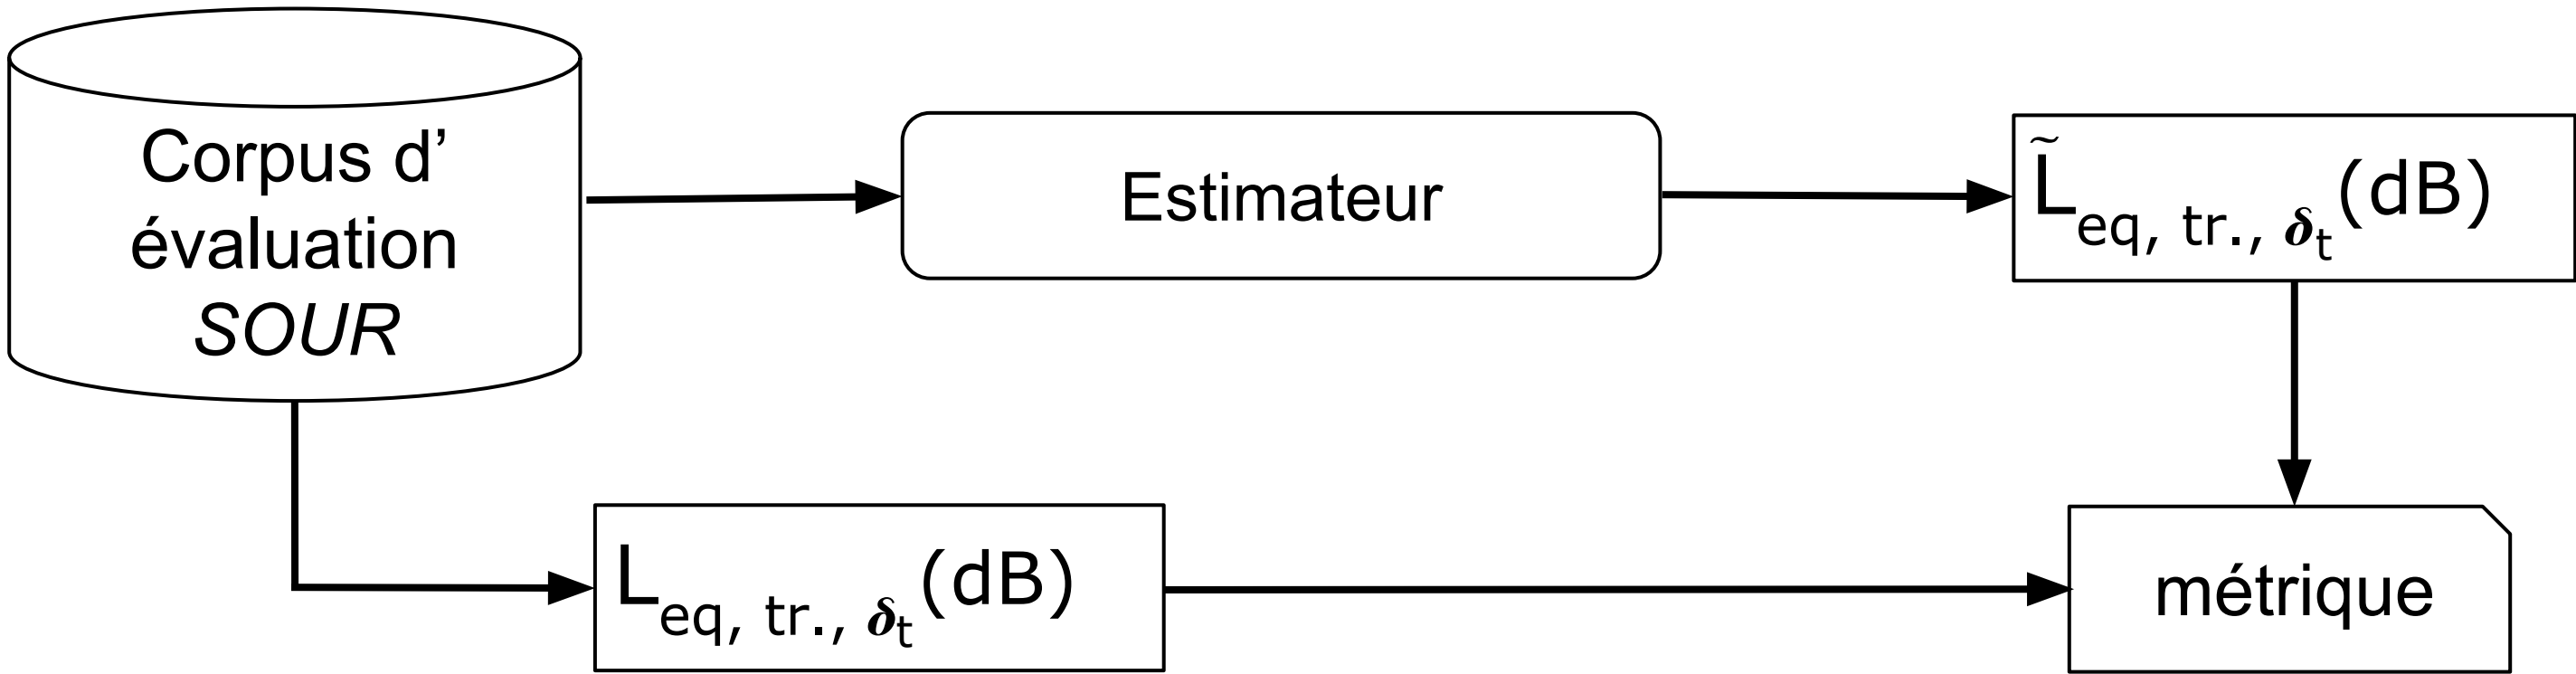 Corpus d’
évaluation
SOUR
Estimateur
L̃eq, tr., δt(dB)
Leq, tr., δt(dB)
métrique